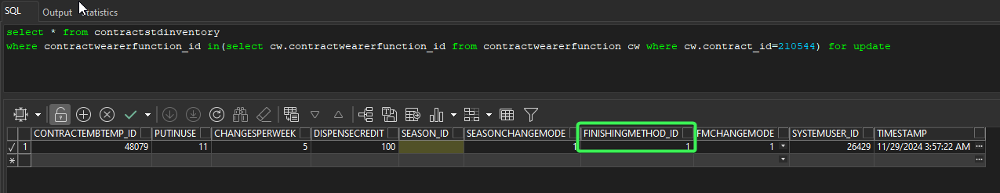 SQL Output Statistics
select * from contractstdinventory
where contractwearerfunction_id in(select cw.contractwearerfunction_id from contractwearerfunction cw where cw.contract_id=210544) for update
CONTRACTEMBTEMP_ID PUTINUSE CHANGESPERWEEK DISPENSECREDIT SEASON_ID SEASONCHANGEMODE FINISHINGMETHOD_ID FMCHANGEMODE SYSTEMUSER_ID TIMESTAMP
1 48079 11 5 100 1 1 1 26429 11/29/2024 3:57:22 AM